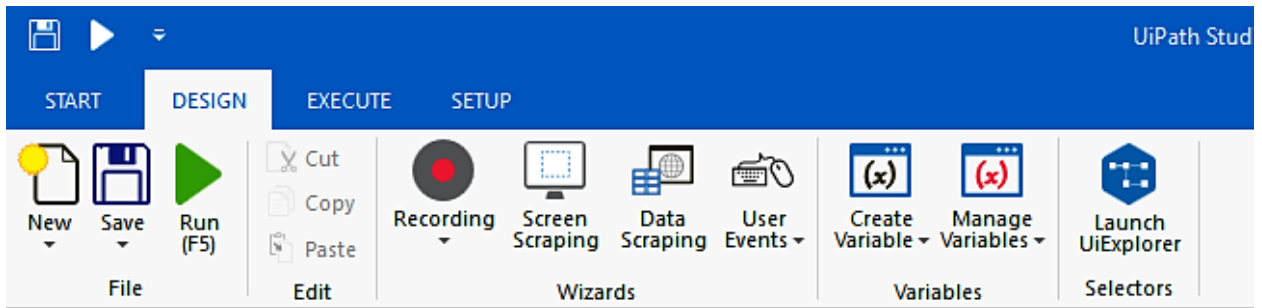 UiPath Stud
START DESIGN EXECUTE SETUP
New
Save
Run
(F5)
File
Cut
Copy
Paste
Edit
Recording
Screen
Scraping
Data
Scraping
User
Events
Wizards
Create
Variable
(x)
Manage
Variables
(x)
Variables
Launch
UiExplorer
Selectors